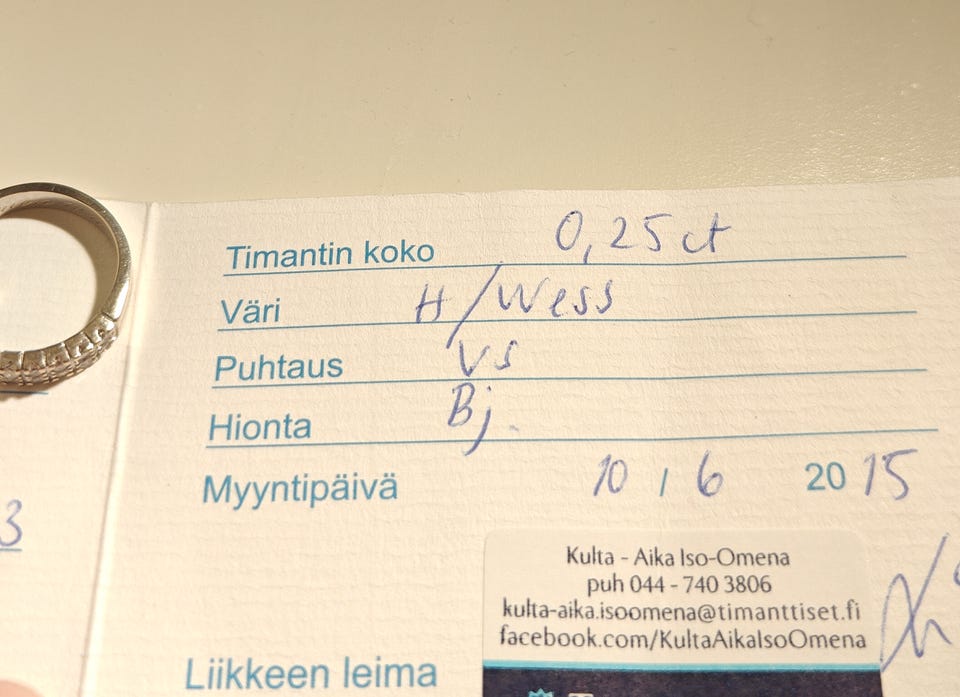 Timantin koko 0,25 ct
Väri H/Wess
Puhtaus VS
Hionta Bj.
Myyntipäivä 10 / 6 2015
3
Kulta - Aika Iso-Omena
puh 044 - 740 3806
kulta-aika.isoomena@timanttiset.fi
facebook.com/KultaAikaIsoOmena
Liikkeen leima